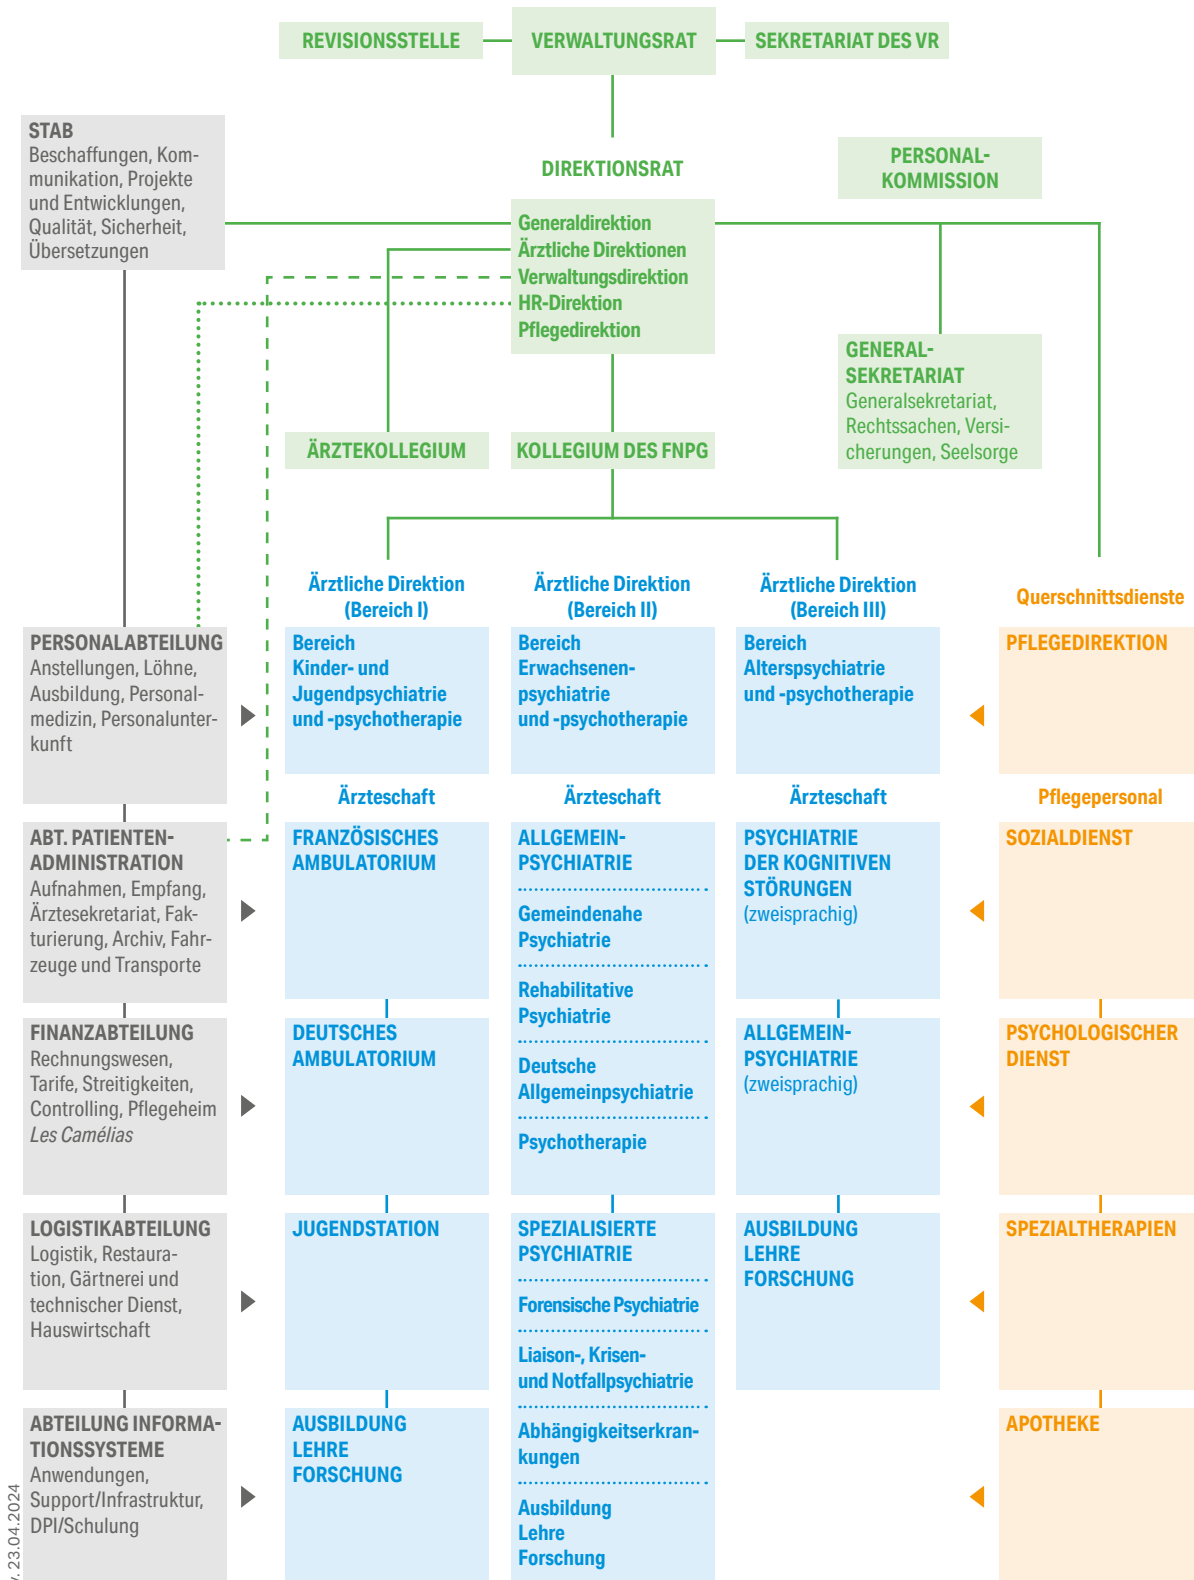 REVISIONSSTELLE
VERWALTUNGSRAT
SEKRETARIAT DES VR
STAB
Beschaffungen, Kom-
munikation, Projekte
und Entwicklungen,
Qualität, Sicherheit,
Übersetzungen
DIREKTIONSRAT
Generaldirektion
Ärztliche Direktionen
Verwaltungsdirektion
HR-Direktion
Pflegedirektion
PERSONAL-
KOMMISSION
GENERAL-
SEKRETARIAT
Generalsekretariat,
Rechtssachen, Versi-
cherungen, Seelsorge
ÄRZTEKOLLEGIUM
KOLLEGIUM DES FNPG
Ärztliche Direktion
(Bereich I)
Ärztliche Direktion
(Bereich II)
Ärztliche Direktion
(Bereich III)
Querschnittsdienste
PERSONALABTEILUNG
Anstellungen, Löhne,
Ausbildung, Personal-
medizin, Personalunter-
kunft
Bereich
Kinder- und
Jugendpsychiatrie
und -psychotherapie
Bereich
Erwachsenen-
psychiatrie
und -psychotherapie
Bereich
Alterspsychiatrie
und -psychotherapie
PFLEGEDIREKTION
Ärzteschaft
Ärzteschaft
Ärzteschaft
Pflegepersonal
ABT. PATIENTEN-
ADMINISTRATION
Aufnahmen, Empfang,
Ärztesekretariat, Fak-
turierung, Archiv, Fahr-
zeuge und Transporte
FRANZÖSISCHES
AMBULATORIUM
ALLGEMEIN-
PSYCHIATRIE
Gemeindenahe
Psychiatrie
Rehabilitative
Psychiatrie
Deutsche
Allgemeinpsychiatrie
Psychotherapie
PSYCHIATRIE
DER KOGNITIVEN
STÖRUNGEN
(zweisprachig)
SOZIALDIENST
FINANZABTEILUNG
Rechnungswesen,
Tarife, Streitigkeiten,
Controlling, Pflegeheim
Les Camélias
DEUTSCHES
AMBULATORIUM
ALLGEMEIN-
PSYCHIATRIE
(zweisprachig)
PSYCHOLOGISCHER
DIENST
LOGISTIKABTEILUNG
Logistik, Restaura-
tion, Gärtnerei und
technischer Dienst,
Hauswirtschaft
JUGENDSTATION
SPEZIALISIERTE
PSYCHIATRIE
Forensische Psychiatrie
Liaison-, Krisen-
und Notfallpsychiatrie
Abhängigkeitserkran-
kungen
Ausbildung
Lehre
Forschung
AUSBILDUNG
LEHRE
FORSCHUNG
SPEZIALTHERAPIEN
ABTEILUNG INFORMA-
TIONSSYSTEME
Anwendungen,
Support/Infrastruktur,
DPI/Schulung
AUSBILDUNG
LEHRE
FORSCHUNG
APOTHEKE
23.04.2024